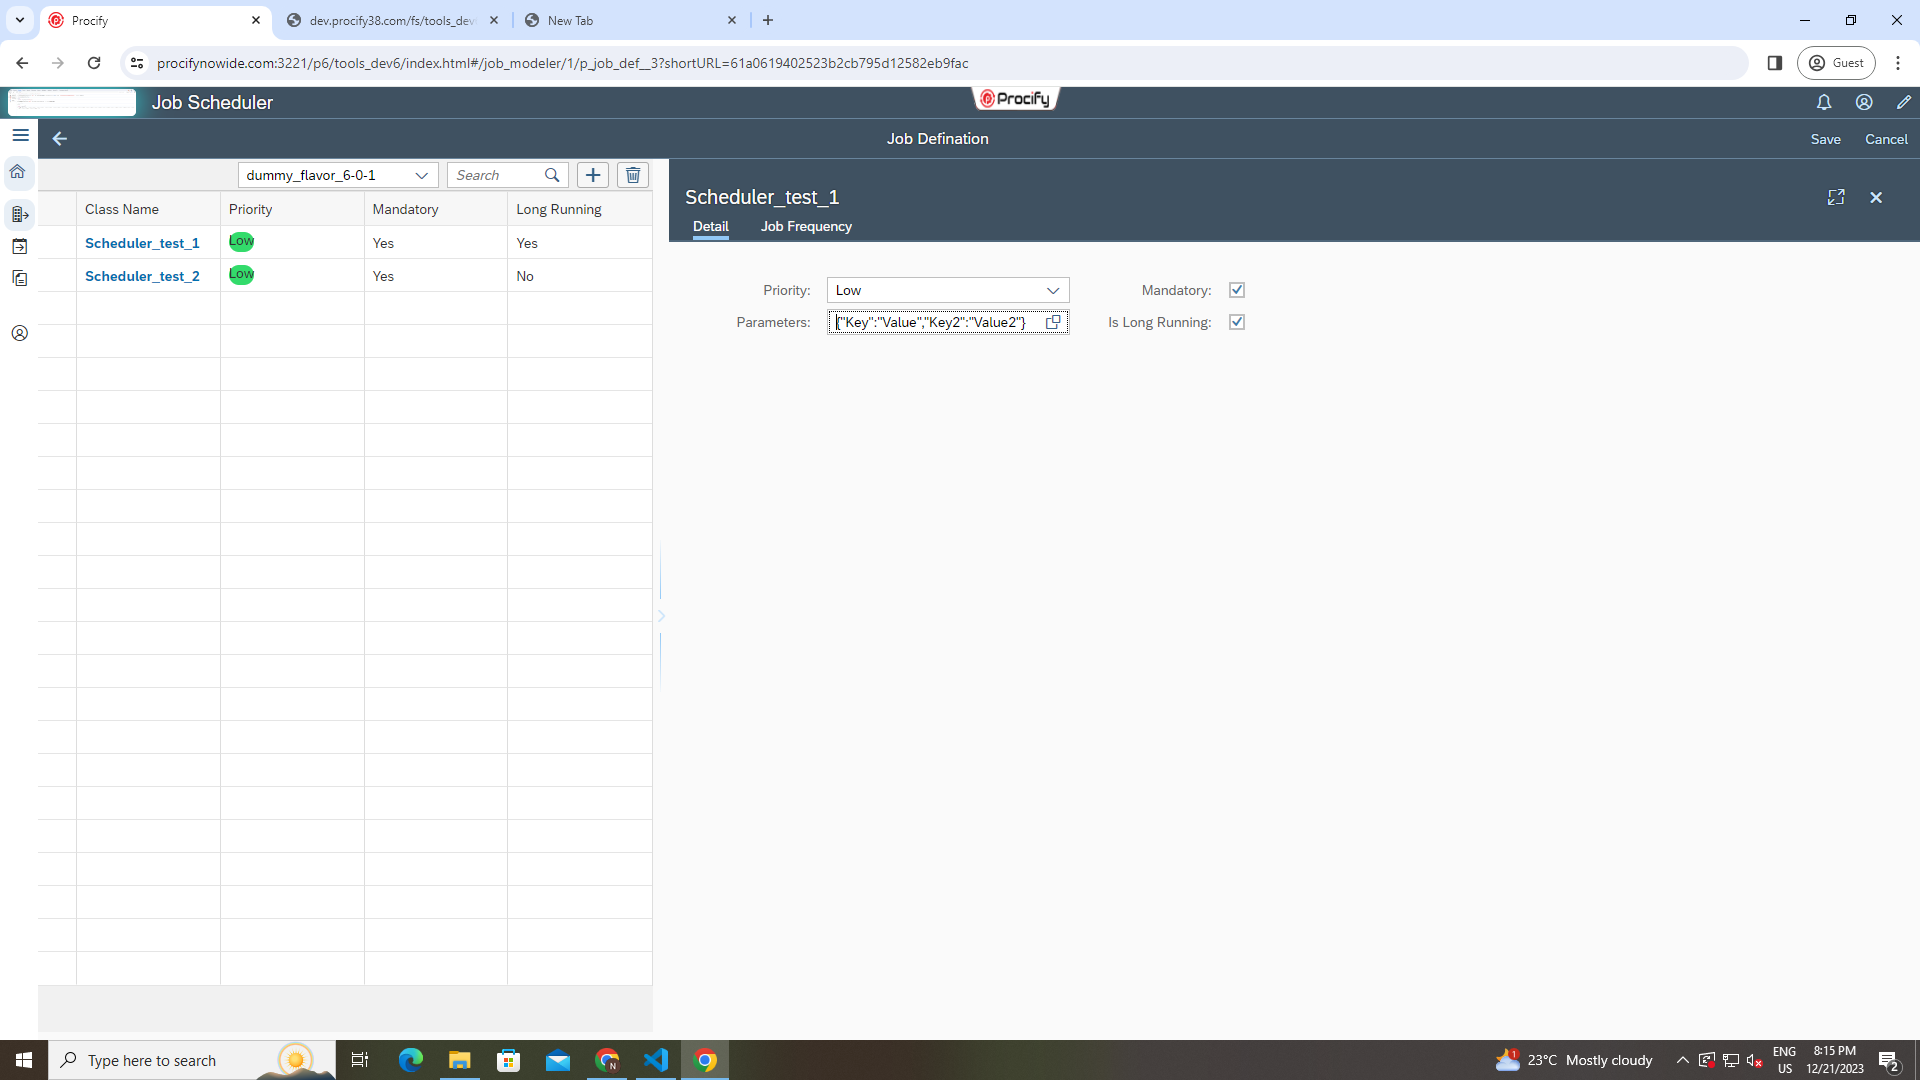 Procify
dev.procify38.com/fs/tools_dev
New Tab
procifynowide.com:3221/p6/tools_dev6/index.html#/job_modeler/1/p_job_def__3?shortURL=61a0619402523b2cb795d12582eb9fac
Guest
Job Scheduler
Procify
Job Defination
Save
Cancel
dummy_flavor_6-0-1
Search
Class Name
Priority
Mandatory
Long Running
Scheduler_test_1
Low
Yes
Yes
Scheduler_test_2
Low
Yes
No
Scheduler_test_1
Detail
Job Frequency
Priority:
Low
Mandatory:
Parameters:
{"Key":"Value","Key2":"Value2"}
Is Long Running:
Type here to search
N
1
23°C Mostly cloudy
ENG
US
8:15 PM
12/21/2023
2